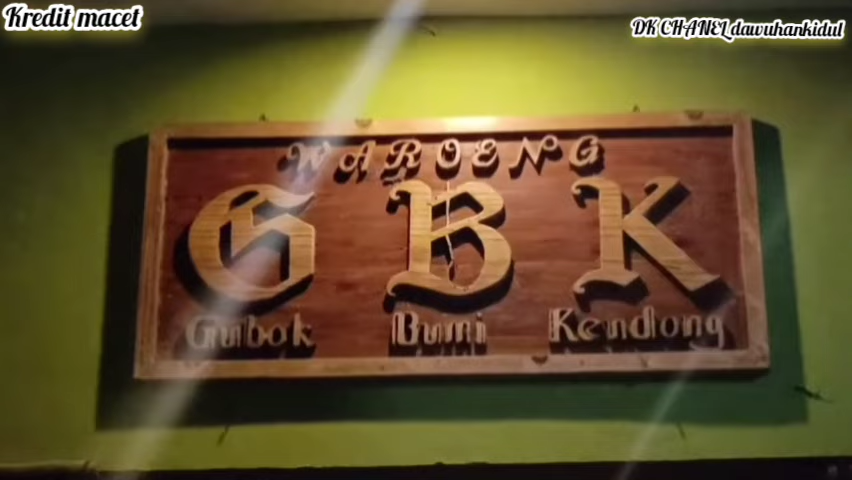 Kredit macet
DK CHANEL dawuhankidul
WAROENG
GBK
Gubok Bumi Kendong